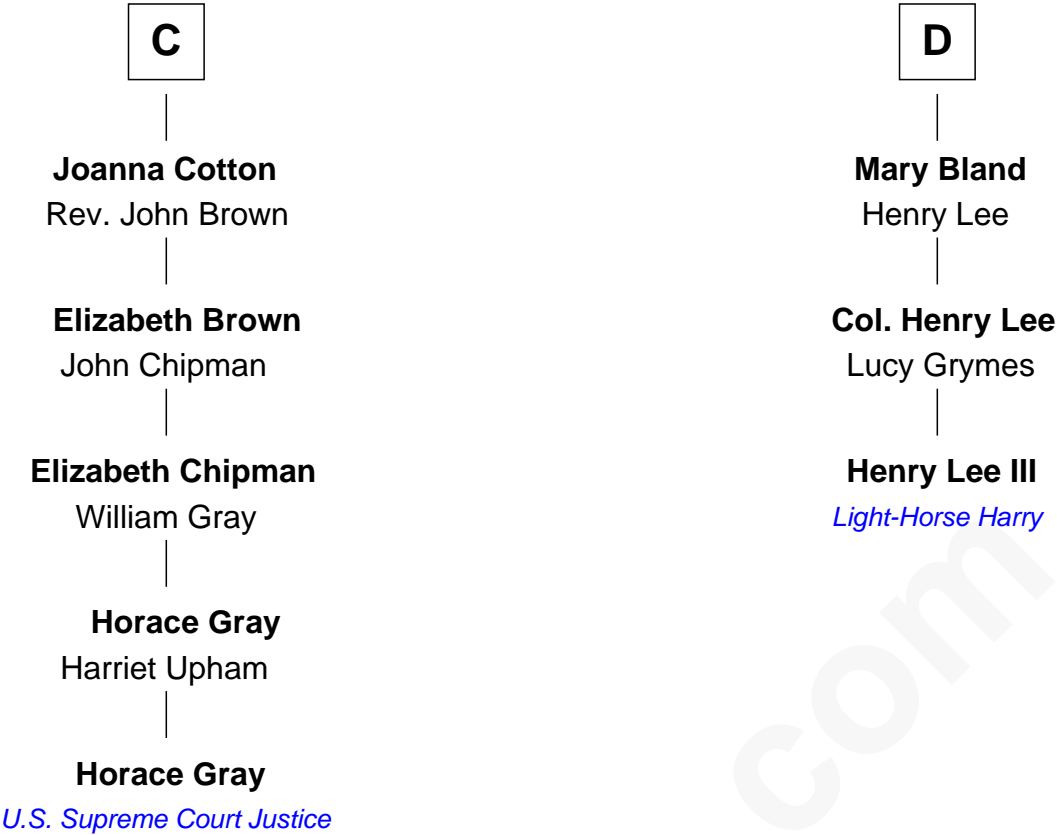 C
Joanna Cotton
Rev. John Brown
Elizabeth Brown
John Chipman
Elizabeth Chipman
William Gray
Horace Gray
Harriet Upham
Horace Gray
U.S. Supreme Court Justice
D
Mary Bland
Henry Lee
Col. Henry Lee
Lucy Grymes
Henry Lee III
Light-Horse Harry
com